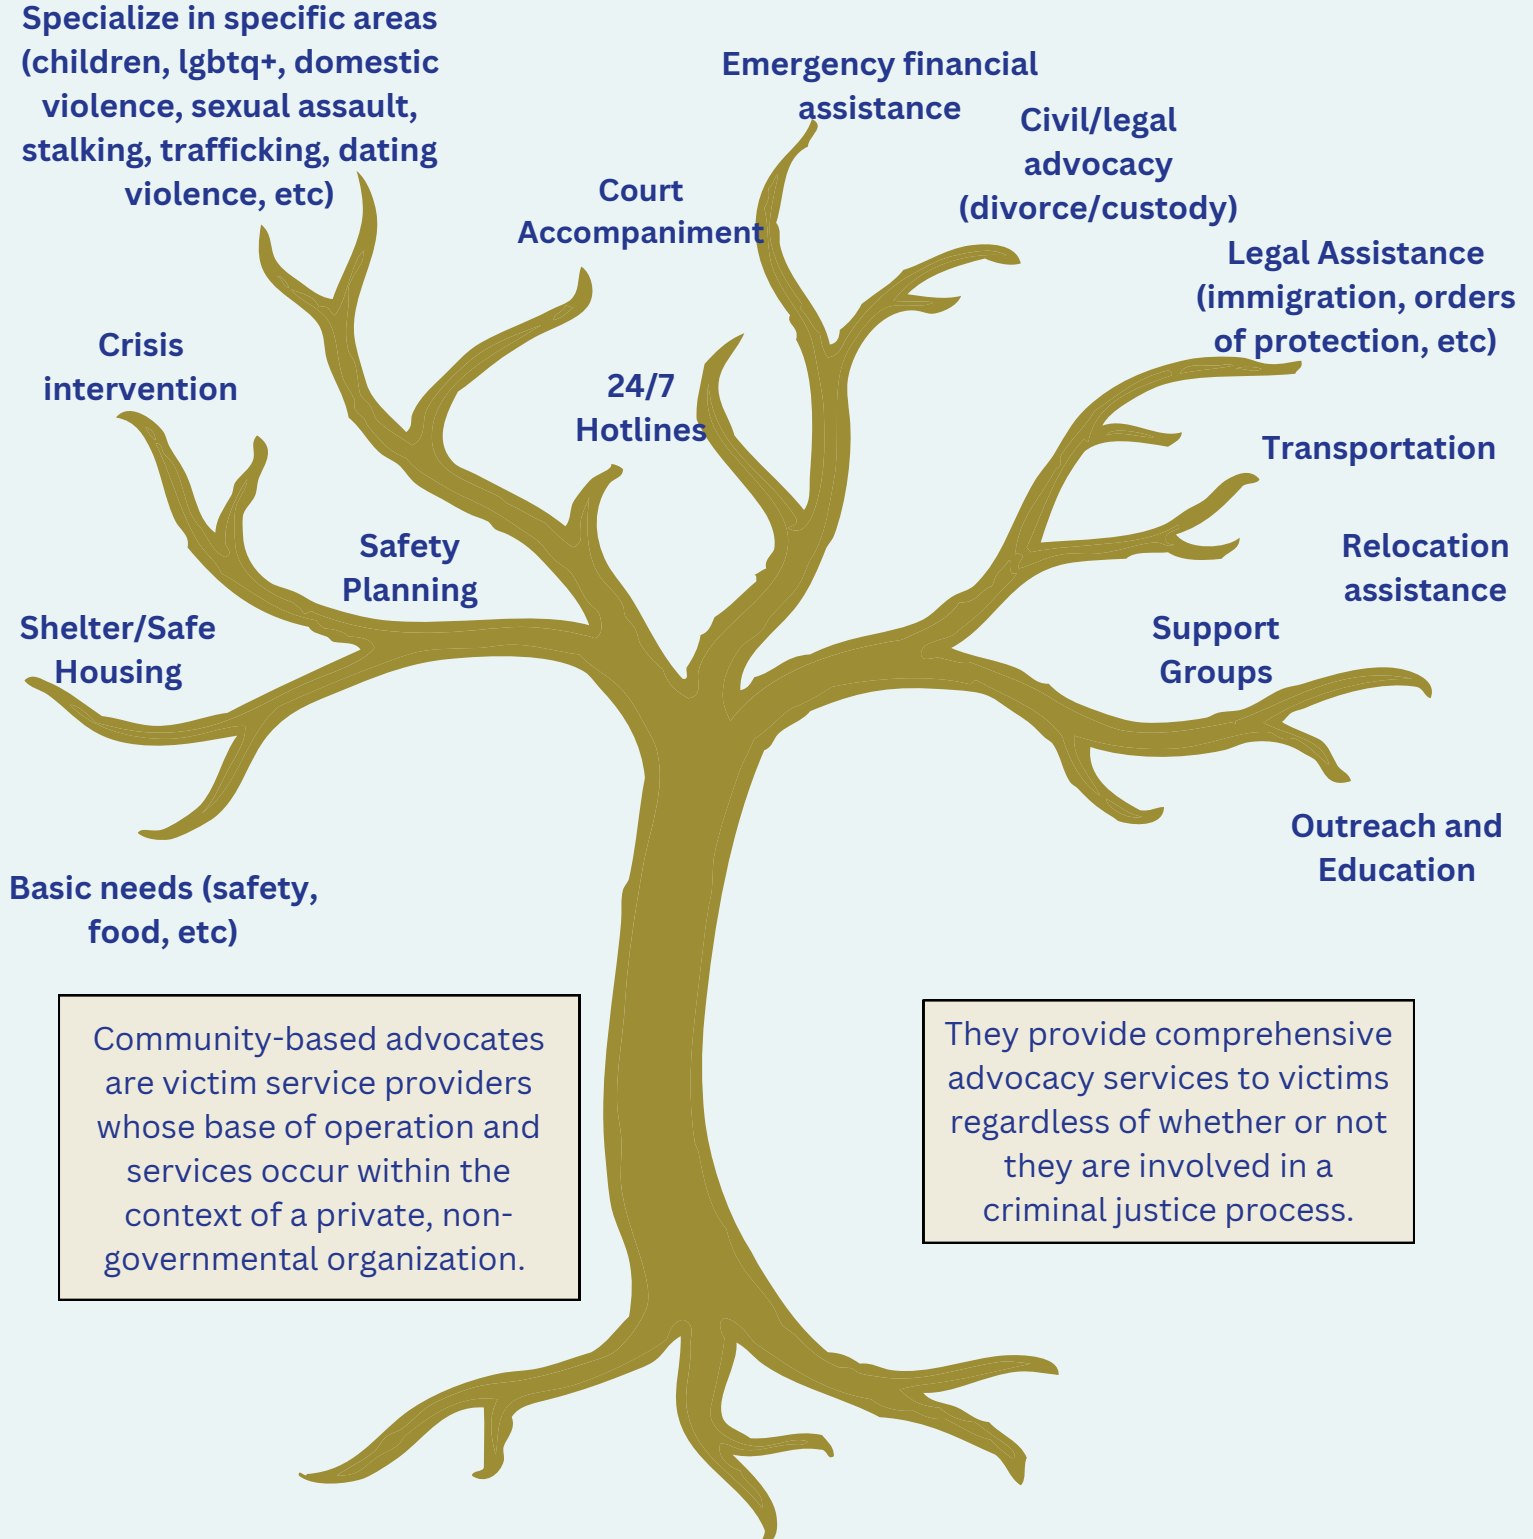 Specialize in specific areas
(children, lgbtq+, domestic
violence, sexual assault,
stalking, trafficking, dating
violence, etc)
Emergency financial
assistance
Civil/legal
advocacy
(divorce/custody)
Court
Accompaniment
Legal Assistance
(immigration, orders
of protection, etc)
Crisis
intervention
24/7
Hotlines
Transportation
Safety
Planning
Relocation
assistance
Shelter/Safe
Housing
Support
Groups
Outreach and
Education
Basic needs (safety,
food, etc)
Community-based advocates
are victim service providers
whose base of operation and
services occur within the
context of a private, non-
governmental organization.
They provide comprehensive
advocacy services to victims
regardless of whether or not
they are involved in a
criminal justice process.